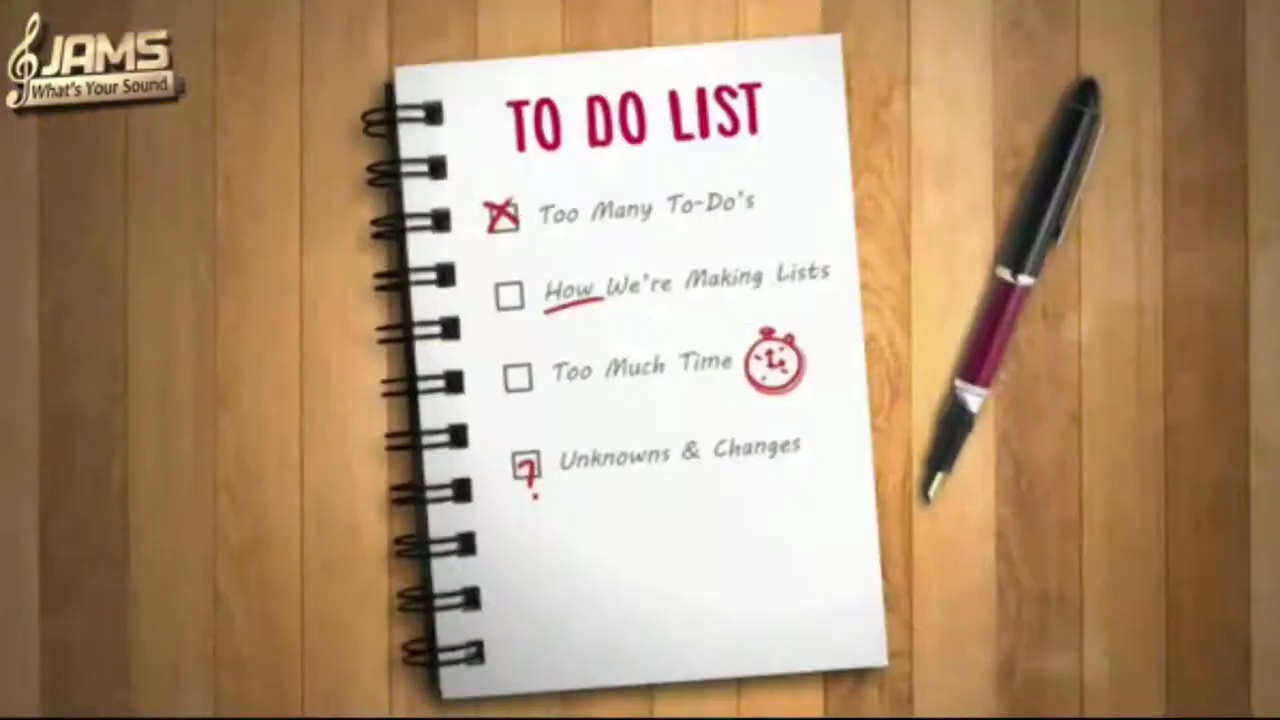 JAMS
What's Your Sound
TO DO LIST
Too Many To-Do's
How We're Making Lists
Too Much Time
?
Unknowns & Changes